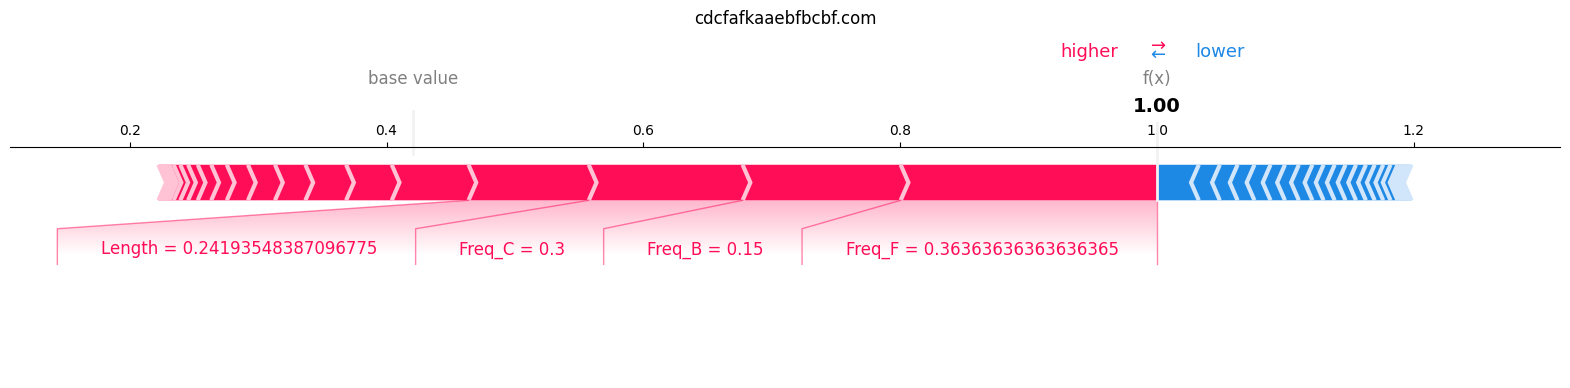 cdcfafkaaebfbcbf.com
higher ⇄ lower
base value f(x)
1.00
0.2 0.4 0.6 0.8 1.0 1.2
Length = 0.24193548387096775 Freq_C = 0.3 Freq_B = 0.15 Freq_F = 0.36363636363636365